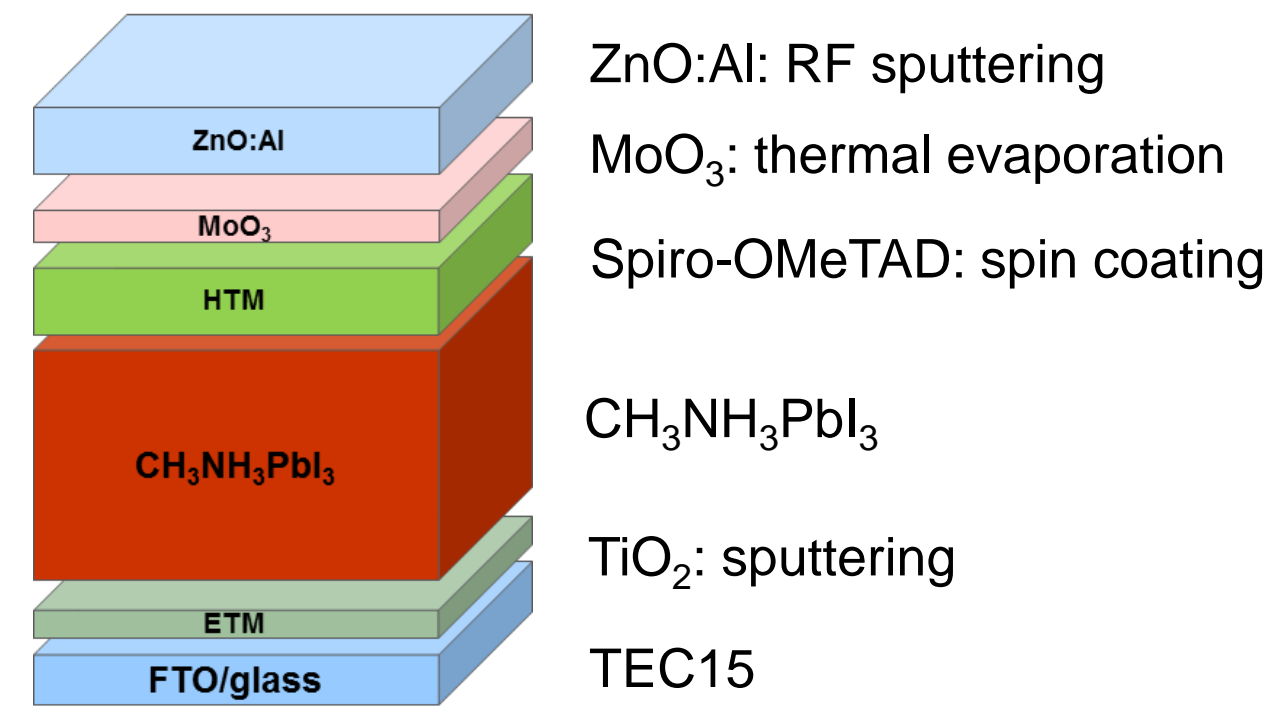 ZnO:Al
MoO₃
HTM
CH₃NH₃PbI₃
ETM
FTO/glass
ZnO:Al: RF sputtering
MoO₃: thermal evaporation
Spiro-OMeTAD: spin coating
CH₃NH₃PbI₃
TiO₂: sputtering
TEC15